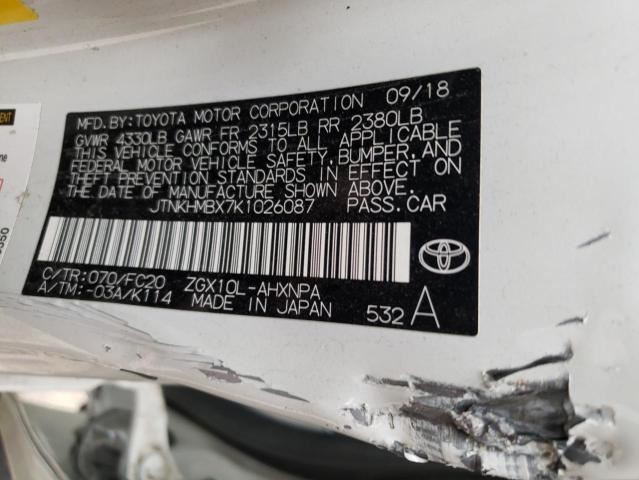 MFD.BY:TOYOTA MOTOR CORPORATION 09/18
GVWR 4330LB GAWR FR 2315LB RR 2380LB
THIS VEHICLE CONFORMS TO ALL APPLICABLE
FEDERAL MOTOR VEHICLE SAFETY, BUMPER, AND
THEFT PREVENTION STANDARDS IN EFFECT ON
THE DATE OF MANUFACTURE SHOWN ABOVE.
JTNKHMBX7K1026087 PASS.CAR
C/TR:070/FC20 ZGX10L-AHXNPA
A/TM:-03A/K114 MADE IN JAPAN
532 A